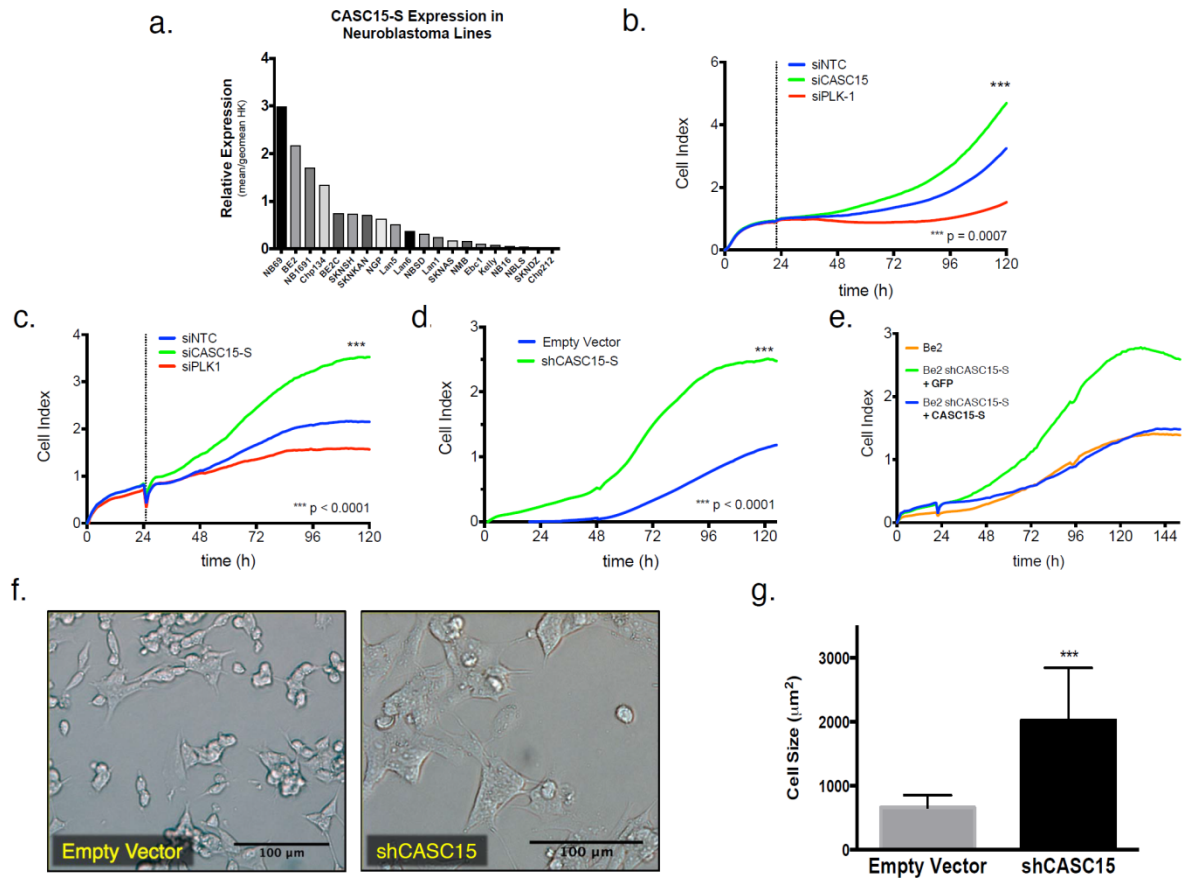 a.
CASC15-S Expression in
Neuroblastoma Lines
Relative Expression
(mean/geomean HK)
4
3
2
1
0
NB69
BE2
NB1691
Chp134
BE2C
SKNSH
SKNKAN
NGP
Lan5
Lan6
NBSD
Lan1
SKNAS
NMB
Ebc1
Kelly
NB16
NBLS
SKNDZ
Chp212
b.
siNTC
siCASC15
siPLK-1
***
Cell Index
6
4
2
0
*** p = 0.0007
0 24 48 72 96 120
time (h)
c.
siNTC
siCASC15-S
siPLK1
***
Cell Index
4
3
2
1
0
*** p < 0.0001
0 24 48 72 96 120
time (h)
d.
Empty Vector
shCASC15-S
***
Cell Index
3
2
1
0
*** p < 0.0001
0 24 48 72 96 120
time (h)
e.
Be2
Be2 shCASC15-S
+ GFP
Be2 shCASC15-S
+ CASC15-S
Cell Index
3
2
1
0
0 24 48 72 96 120 144
time (h)
f.
Empty Vector
100 µm
shCASC15
100 µm
g.
Cell Size (µm²)
3000
2000
1000
0
***
Empty Vector shCASC15